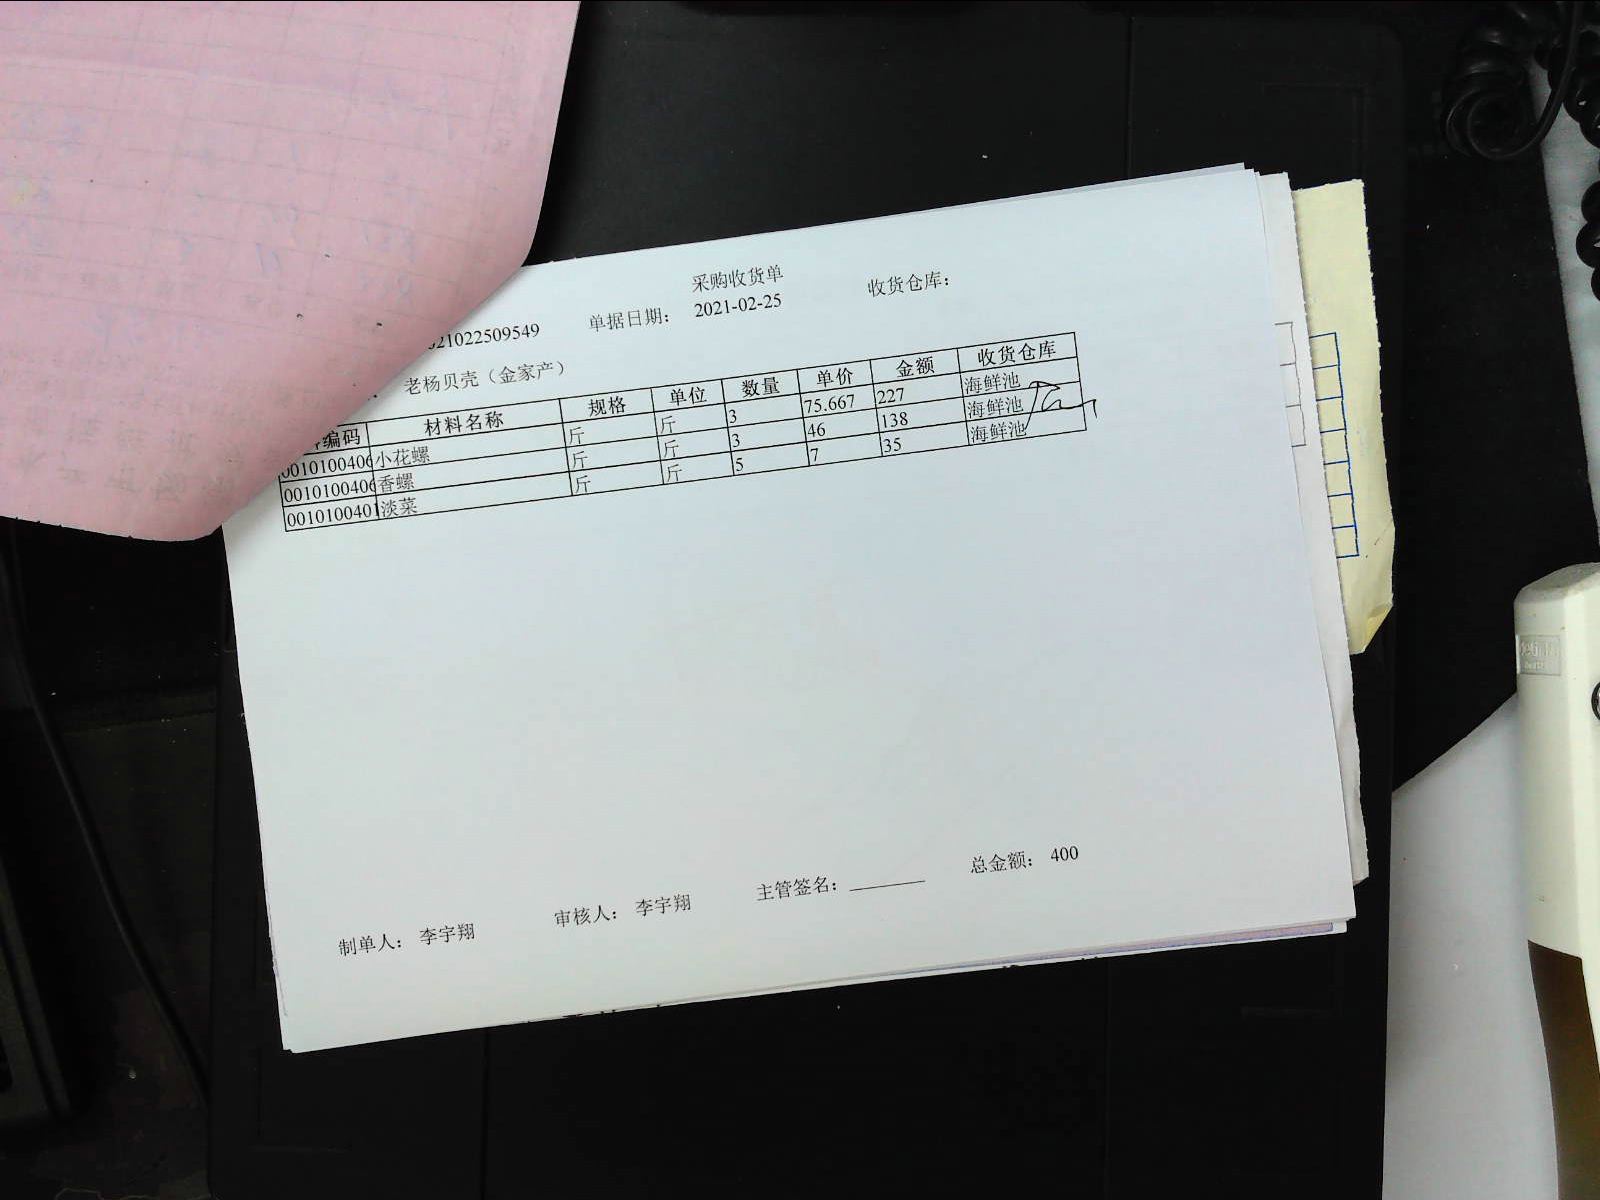 采购收货单
21022509549 单据日期： 2021-02-25 收货仓库：
老杨贝壳（金家产）
编码 材料名称 规格 单位 数量 单价 金额 收货仓库
0010100406 小花螺 斤 斤 3 75.667 227 海鲜池
0010100406 香螺 斤 斤 3 46 138 海鲜池
0010100401 淡菜 斤 斤 5 7 35 海鲜池
制单人： 李宇翔 审核人： 李宇翔 主管签名： 总金额： 400